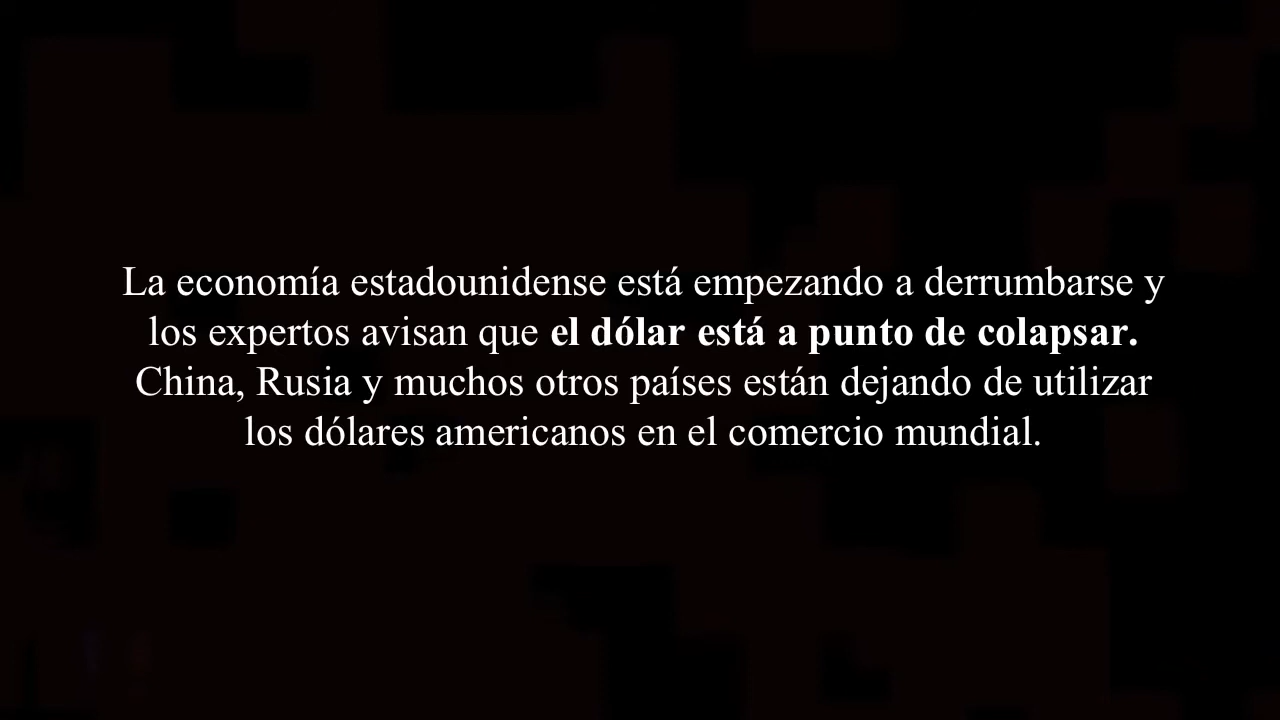 La economía estadounidense está empezando a derrumbarse y
los expertos avisan que el dólar está a punto de colapsar.
China, Rusia y muchos otros países están dejando de utilizar
los dólares americanos en el comercio mundial.